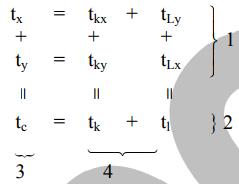 tx = tkx + tLy
+ + + } 1
ty = tky tLx
|| || ||
tc = tk + tl } 2
3 4